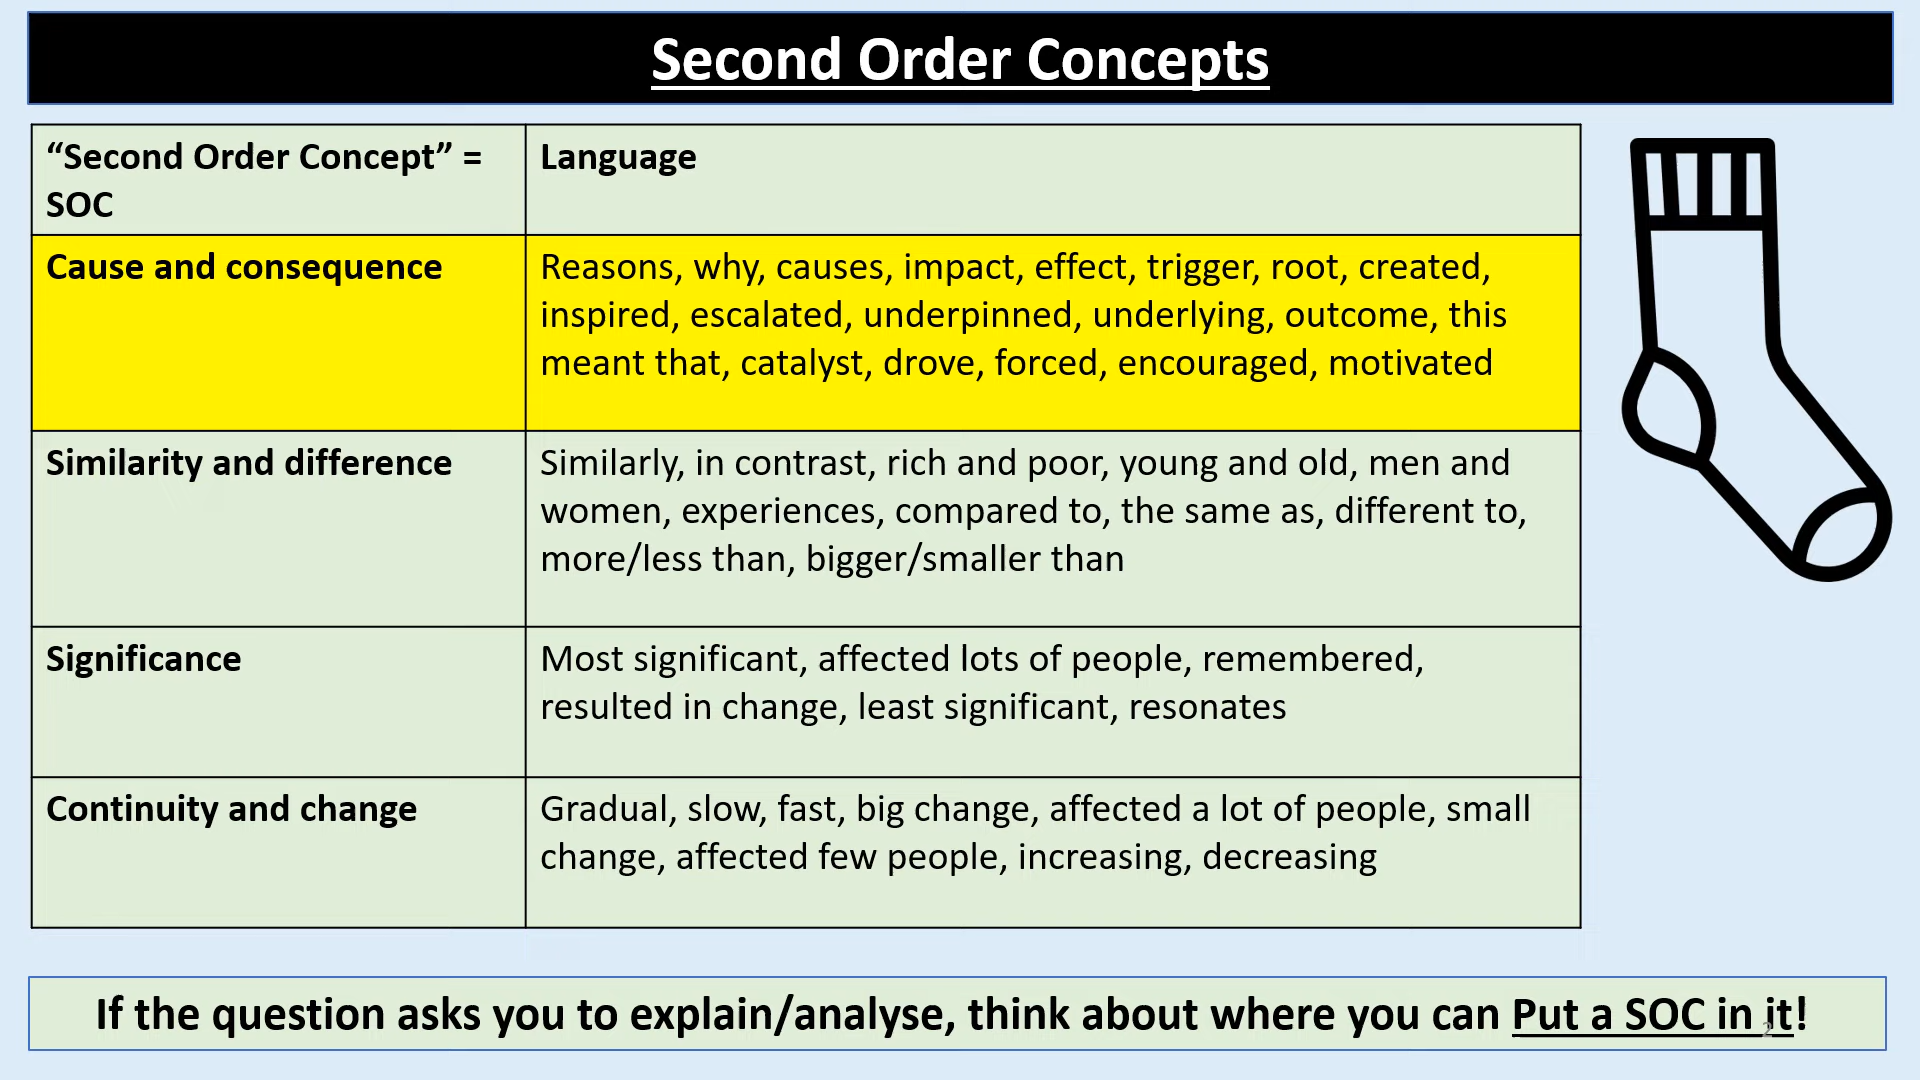 Second Order Concepts
“Second Order Concept” =
SOC
Language
Cause and consequence
Reasons, why, causes, impact, effect, trigger, root, created,
inspired, escalated, underpinned, underlying, outcome, this
meant that, catalyst, drove, forced, encouraged, motivated
Similarity and difference
Similarly, in contrast, rich and poor, young and old, men and
women, experiences, compared to, the same as, different to,
more/less than, bigger/smaller than
Significance
Most significant, affected lots of people, remembered,
resulted in change, least significant, resonates
Continuity and change
Gradual, slow, fast, big change, affected a lot of people, small
change, affected few people, increasing, decreasing
If the question asks you to explain/analyse, think about where you can Put a SOC in it!
2